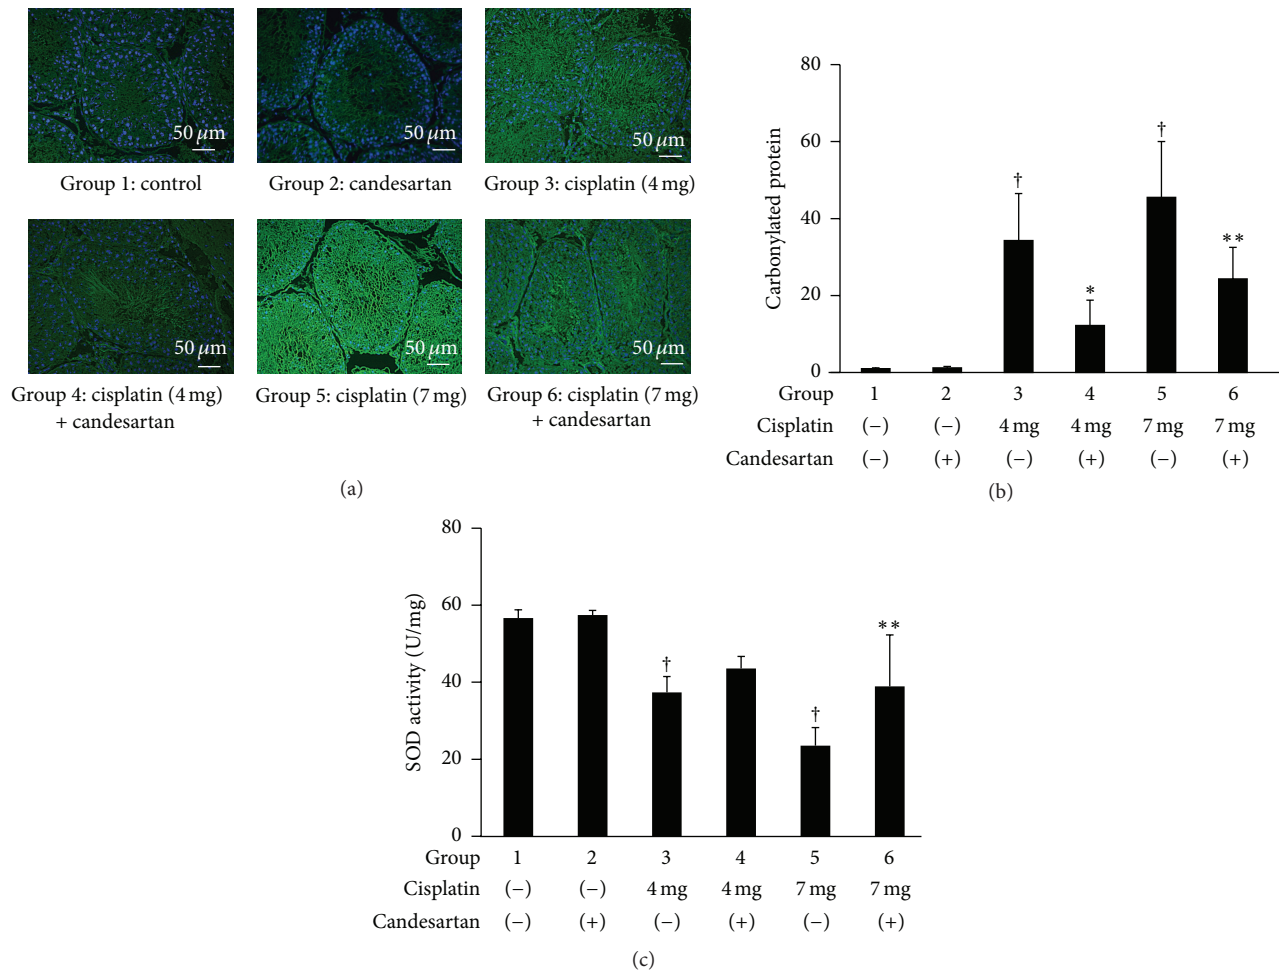 50 μm
50 μm
50 μm
Group 1: control
Group 2: candesartan
Group 3: cisplatin (4 mg)
50 μm
50 μm
50 μm
Group 4: cisplatin (4 mg)
+ candesartan
Group 5: cisplatin (7 mg)
Group 6: cisplatin (7 mg)
+ candesartan
(a)
Carbonylated protein
80
60
40
20
0
†
*
†
**
Group 1 2 3 4 5 6
Cisplatin (−) (−) 4 mg 4 mg 7 mg 7 mg
Candesartan (−) (+) (−) (+) (−) (+)
(b)
SOD activity (U/mg)
80
60
40
20
0
†
†
**
Group 1 2 3 4 5 6
Cisplatin (−) (−) 4 mg 4 mg 7 mg 7 mg
Candesartan (−) (+) (−) (+) (−) (+)
(c)